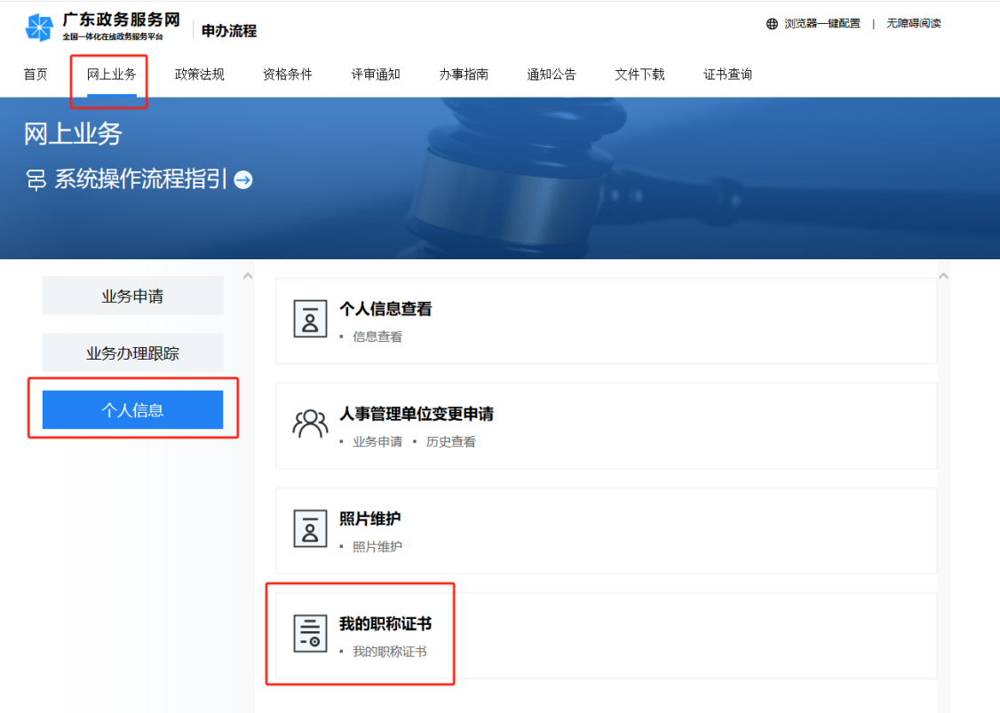 广东政务服务网
全国一体化在线政务服务平台
申办流程
浏览器一键配置 | 无障碍阅读
首页 网上业务 政策法规 资格条件 评审通知 办事指南 通知公告 文件下载 证书查询
网上业务
系统操作流程指引
业务申请
业务办理跟踪
个人信息
个人信息查看
信息查看
人事管理单位变更申请
业务申请 历史查看
照片维护
照片维护
我的职称证书
我的职称证书